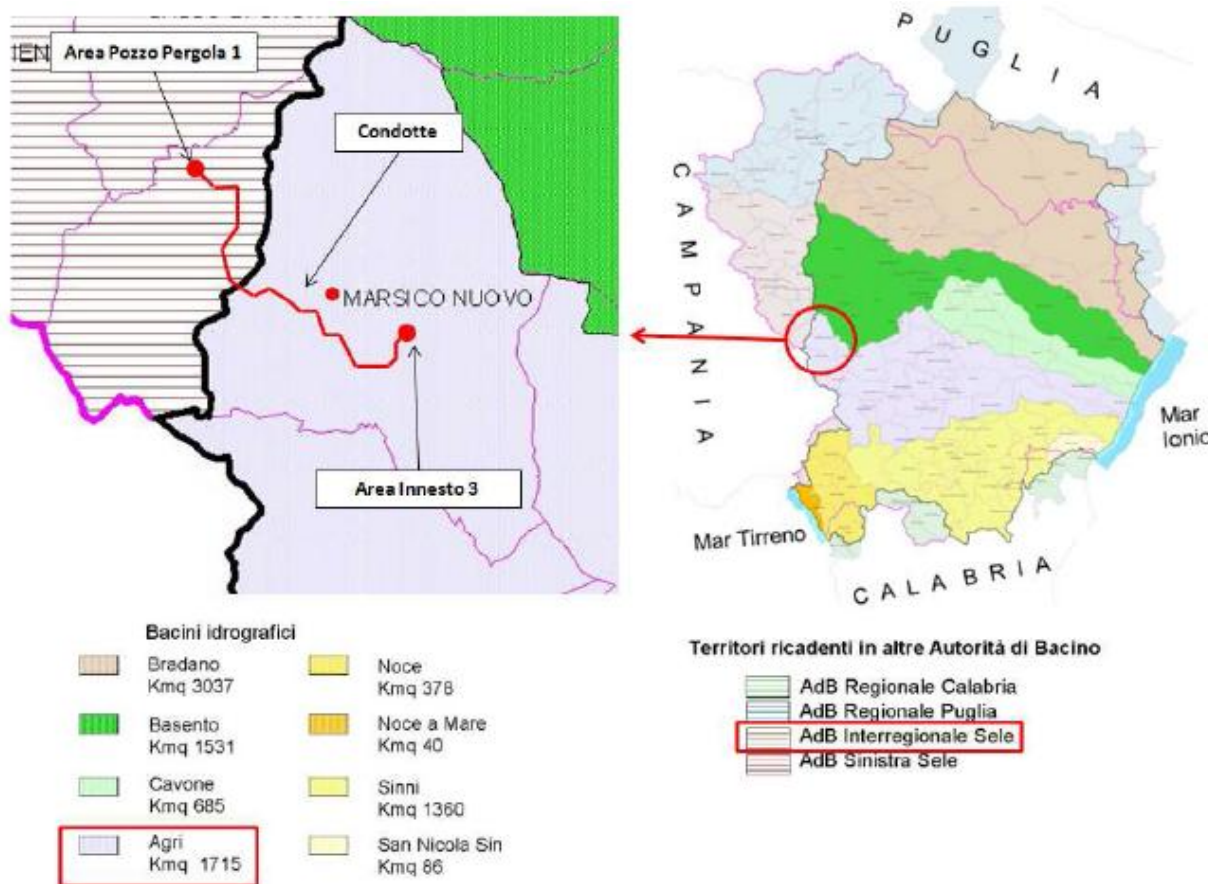 IEN
Area Pozzo Pergola 1
Condotte
MARSICO NUOVO
Area Innesto 3
PUGLIA
CAMPANIA
Mar
Ionio
Mar Tirreno
CALABRIA
Bacini idrografici
Bradano
Kmq 3037
Basento
Kmq 1531
Cavone
Kmq 685
Agri
Kmq 1715
Noce
Kmq 378
Noce a Mare
Kmq 40
Sinni
Kmq 1360
San Nicola Sin
Kmq 86
Territori ricadenti in altre Autorità di Bacino
AdB Regionale Calabria
AdB Regionale Puglia
AdB Interregionale Sele
AdB Sinistra Sele